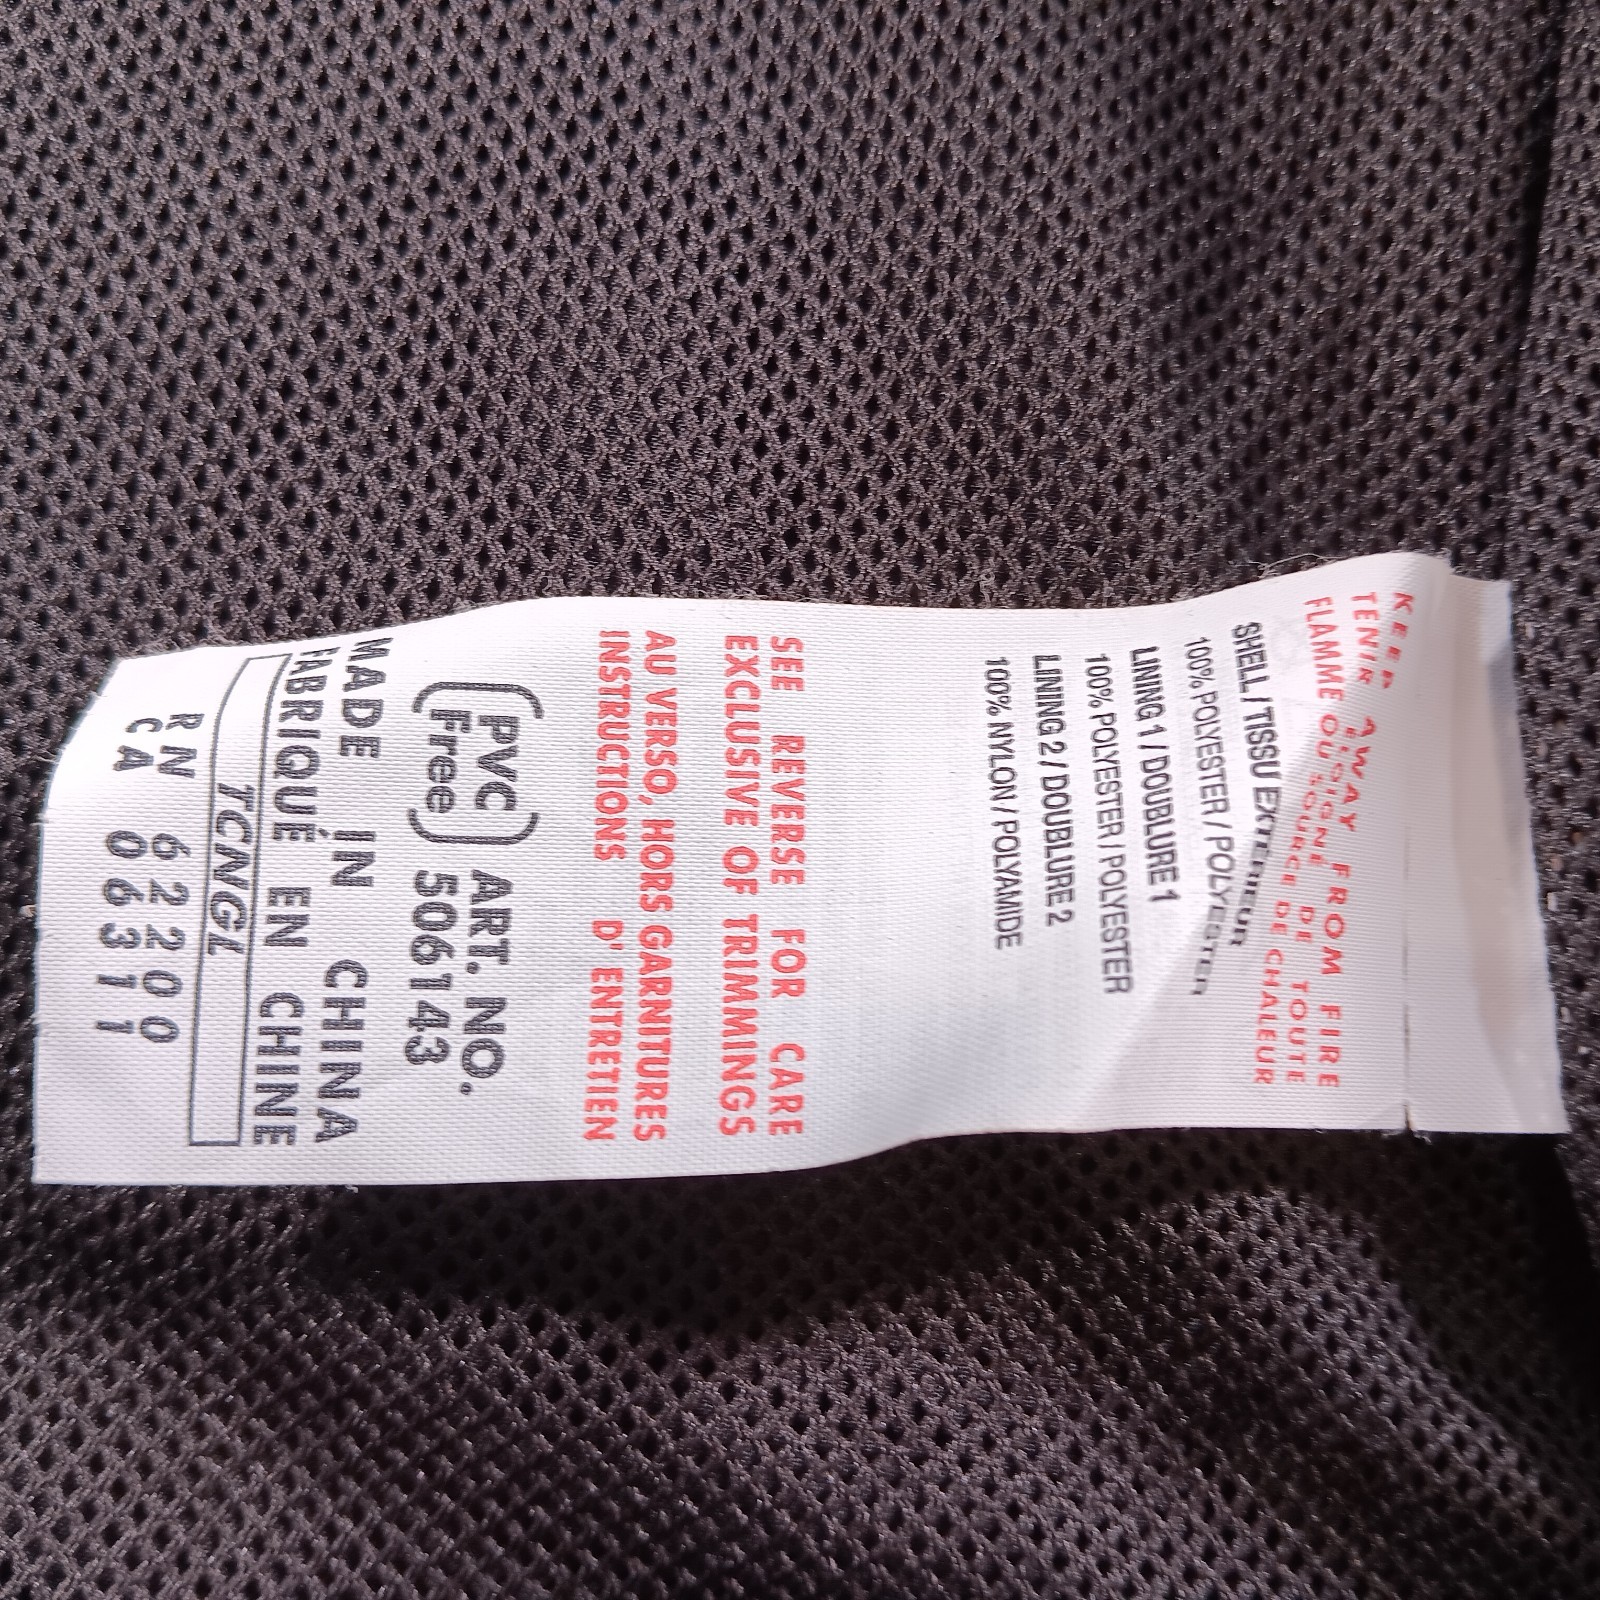 KEEP AWAY FROM FIRE
TENIR ÉLOIGNÉ DE TOUTE
FLAMME OU SOURCE DE CHALEUR
SHELL / TISSU EXTERIEUR
100% POLYESTER / POLYESTER
LINING 1 / DOUBLURE 1
100% POLYESTER / POLYESTER
LINING 2 / DOUBLURE 2
100% NYLON / POLYAMIDE
SEE REVERSE FOR CARE
EXCLUSIVE OF TRIMMINGS
AU VERSO, HORS GARNITURES
INSTRUCTIONS D'ENTRETIEN
(PVC Free) ART. NO.
506143
MADE IN CHINA
FABRIQUÉ EN CHINE
TCNGL
RN 62200
CA 06311